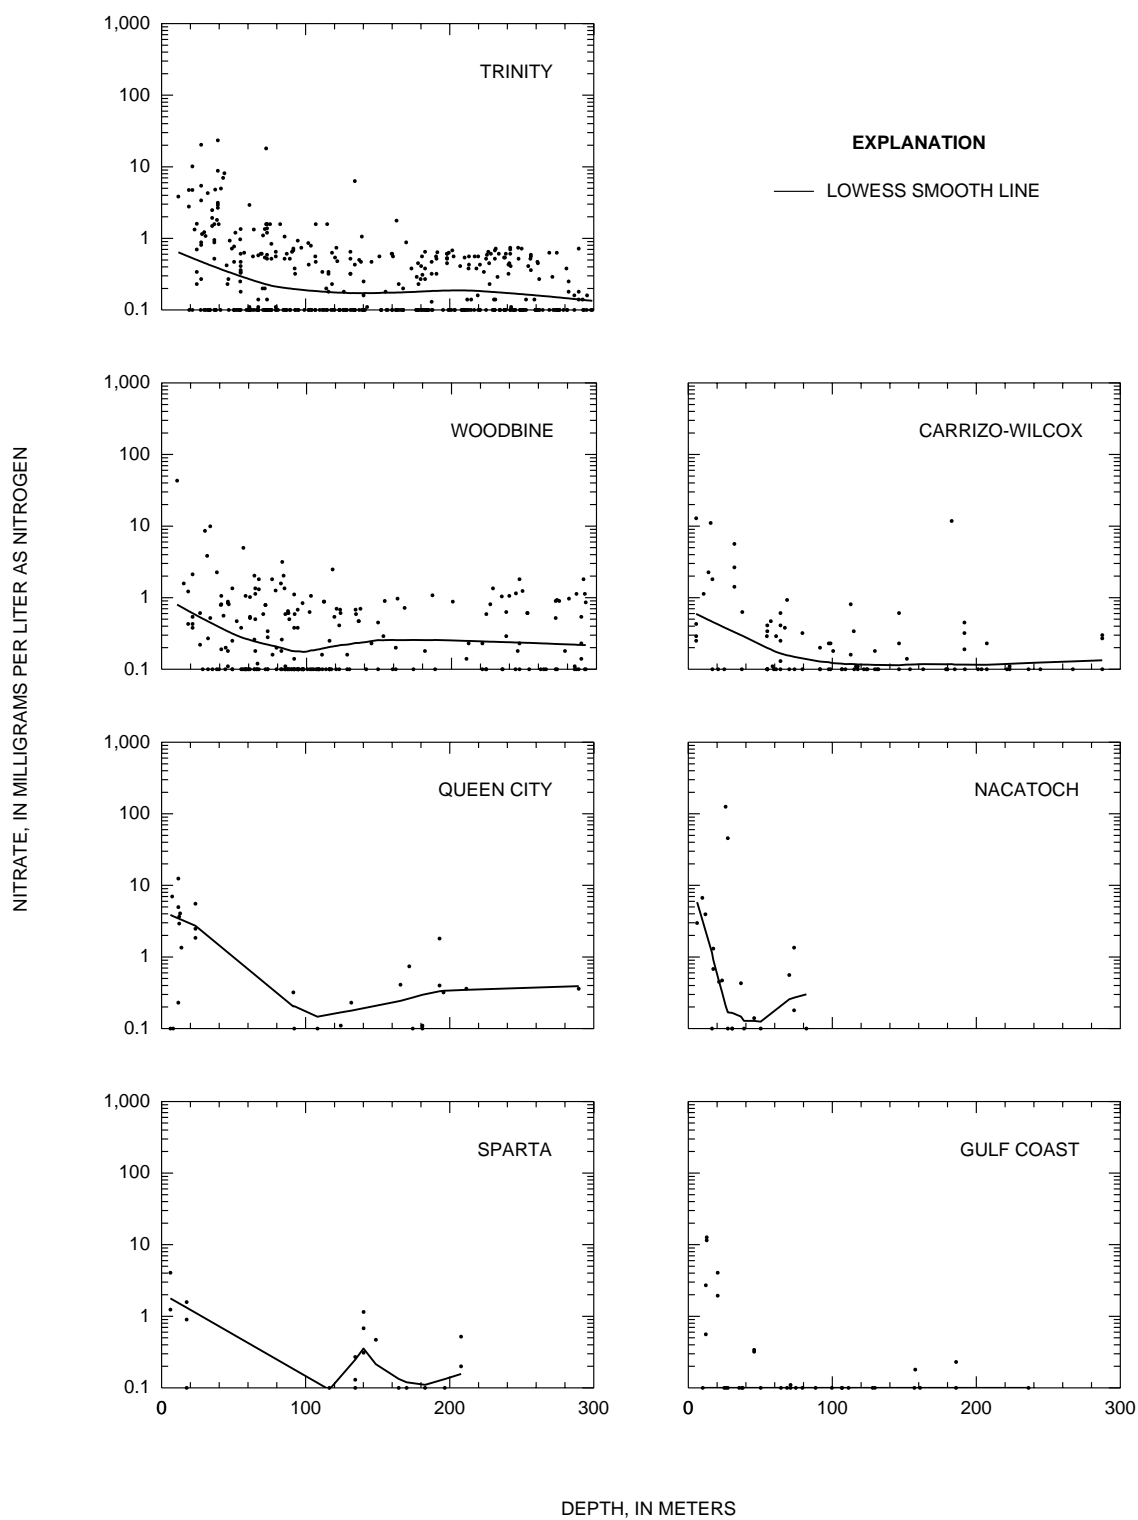 NITRATE, IN MILLIGRAMS PER LITER AS NITROGEN
1,000
100
10
1
0.1
TRINITY
EXPLANATION
LOWESS SMOOTH LINE
1,000
100
10
1
0.1
WOODBINE
CARRIZO-WILCOX
1,000
100
10
1
0.1
QUEEN CITY
NACATOCH
1,000
100
10
1
0.1
SPARTA
GULF COAST
0 100 200 300
0 100 200 300
DEPTH, IN METERS